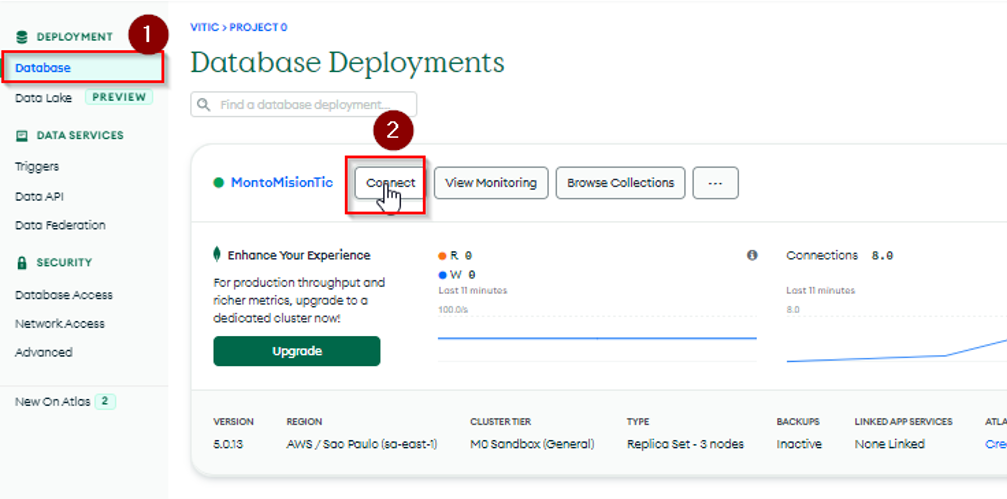 DEPLOYMENT
1
Database
Data Lake PREVIEW
DATA SERVICES
Triggers
Data API
Data Federation
SECURITY
Database Access
Network Access
Advanced
New On Atlas 2
VITIC > PROJECT 0
Database Deployments
Find a database deployment...
2
MontoMisionTic Connect View Monitoring Browse Collections ...
Enhance Your Experience
For production throughput and
richer metrics, upgrade to a
dedicated cluster now!
Upgrade
R 0
W 0
Last 11 minutes
100.0/s
Connections 8.0
Last 11 minutes
8.0
VERSION REGION CLUSTER TIER TYPE BACKUPS LINKED APP SERVICES ATLA
5.0.13 AWS / Sao Paulo (sa-east-1) M0 Sandbox (General) Replica Set - 3 nodes Inactive None Linked Cre